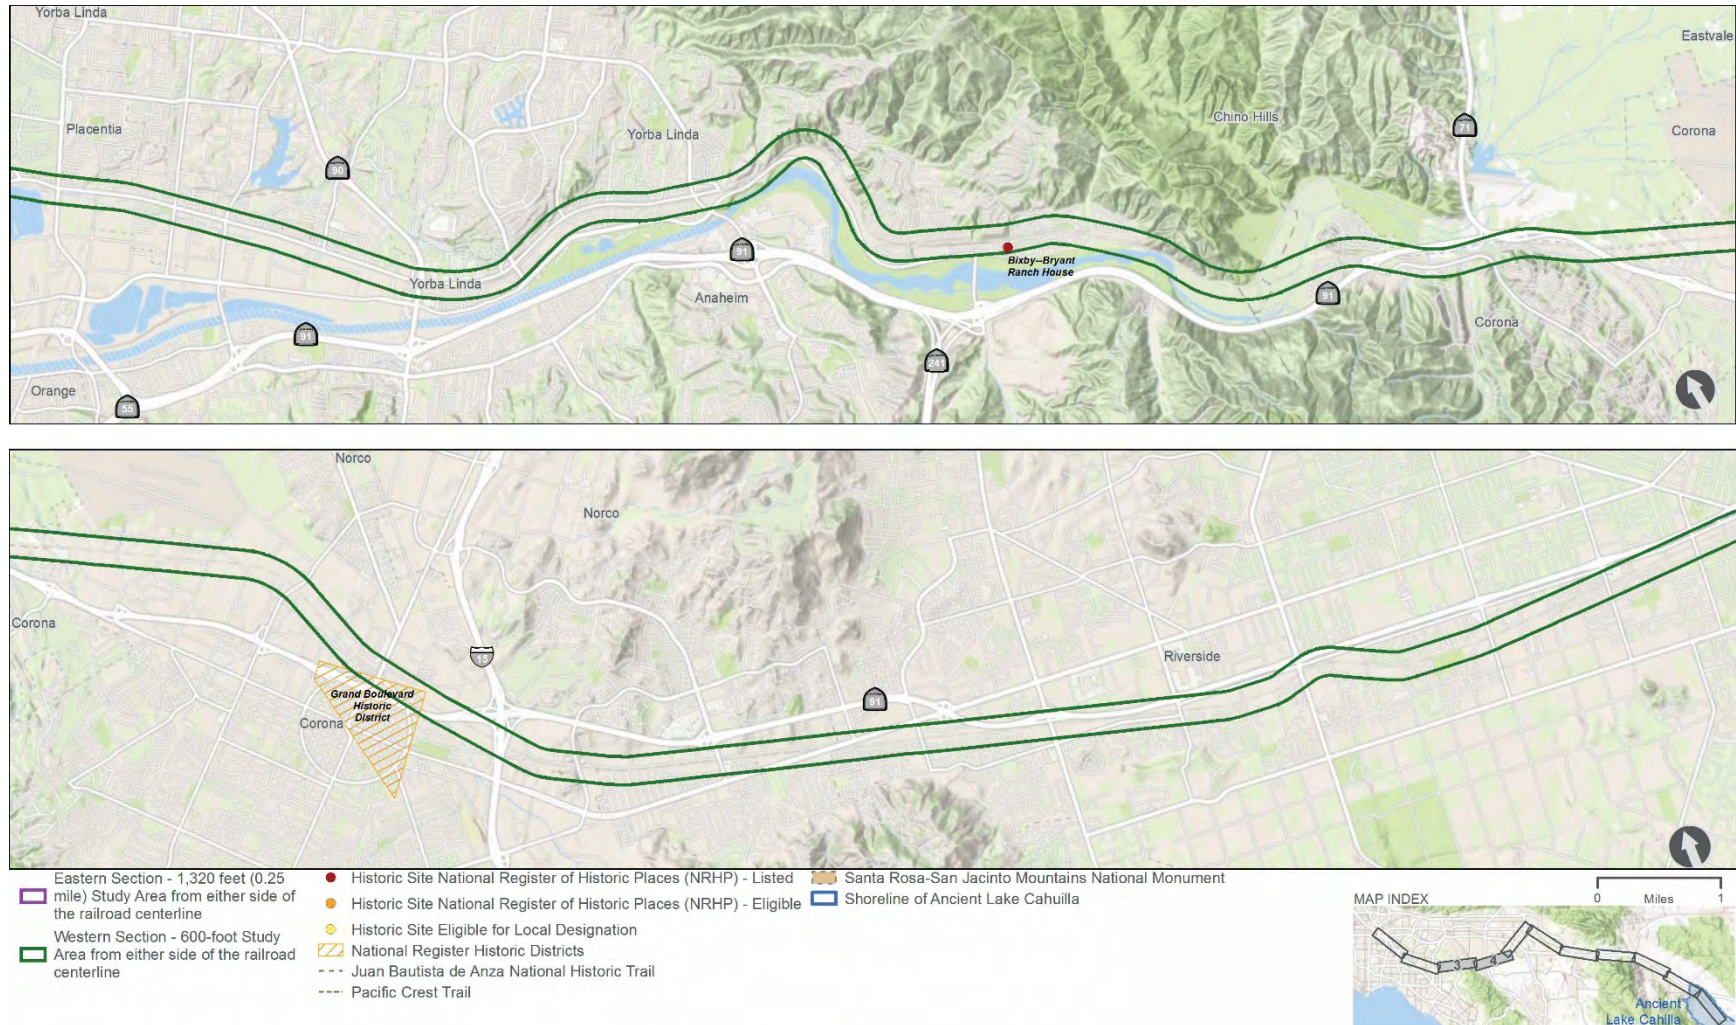 Yorba Linda
Eastvale
Placentia
Yorba Linda
Chino Hills
71
Corona
90
91
Bixby--Bryant
Ranch House
Yorba Linda
Anaheim
91
91
Corona
241
Orange
55
Norco
Norco
Corona
15
Riverside
Grand Boulevard
Historic
District
Corona
91
Eastern Section - 1,320 feet (0.25
mile) Study Area from either side of
the railroad centerline
Western Section - 600-foot Study
Area from either side of the railroad
centerline
Historic Site National Register of Historic Places (NRHP) - Listed
Historic Site National Register of Historic Places (NRHP) - Eligible
Historic Site Eligible for Local Designation
National Register Historic Districts
Juan Bautista de Anza National Historic Trail
Pacific Crest Trail
Santa Rosa-San Jacinto Mountains National Monument
Shoreline of Ancient Lake Cahuilla
0 Miles 1
MAP INDEX
3 4
Ancient
Lake Cahilla